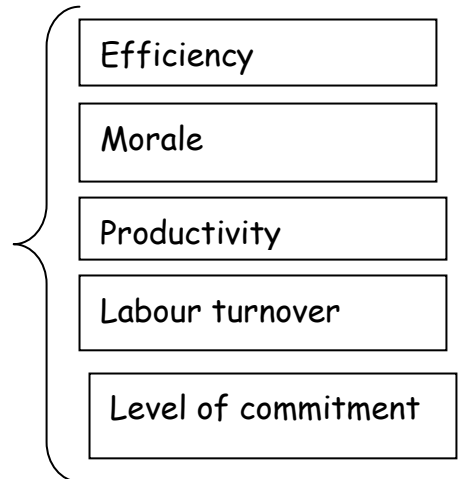 Efficiency
Morale
Productivity
Labour turnover
Level of commitment